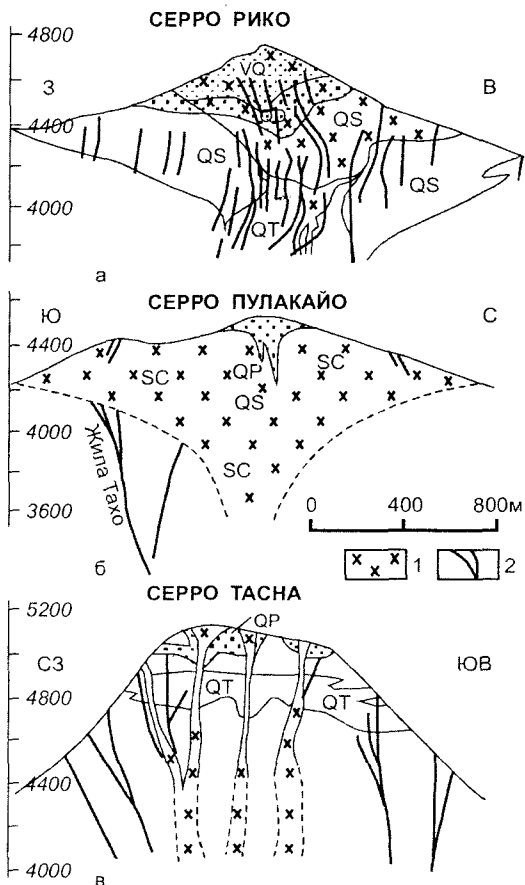 СЕРРО РИКО
4800
З
В
VQ
4400
QS
QS
QS
4000
QT
а
СЕРРО ПУЛАКАЙО
Ю
С
4400
QP
SC
SC
QS
4000
SC
Жила Тахо
3600
0 400 800м
1 2
б
СЕРРО ТАСНА
5200
QP
СЗ
ЮВ
QT
QT
4800
4400
4000
в